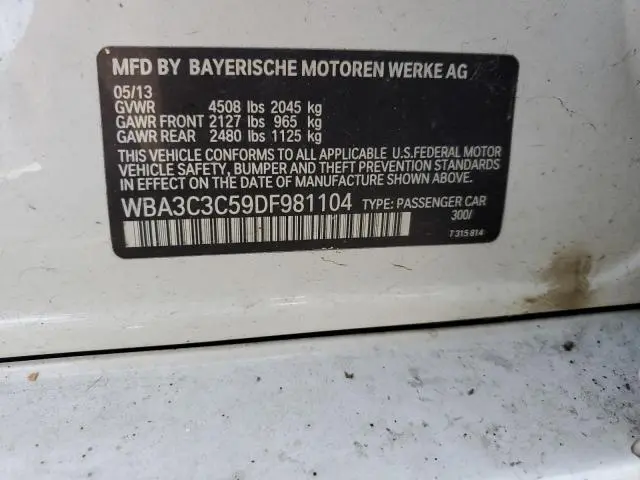 MFD BY BAYERISCHE MOTOREN WERKE AG
05/13
GVWR 4508 lbs 2045 kg
GAWR FRONT 2127 lbs 965 kg
GAWR REAR 2480 lbs 1125 kg
THIS VEHICLE CONFORMS TO ALL APPLICABLE U.S.FEDERAL MOTOR
VEHICLE SAFETY, BUMPER AND THEFT PREVENTION STANDARDS
IN EFFECT ON THE DATE OF MANUFACTURE SHOWN ABOVE.
WBA3C3C59DF981104 TYPE: PASSENGER CAR
300/
7 315 814